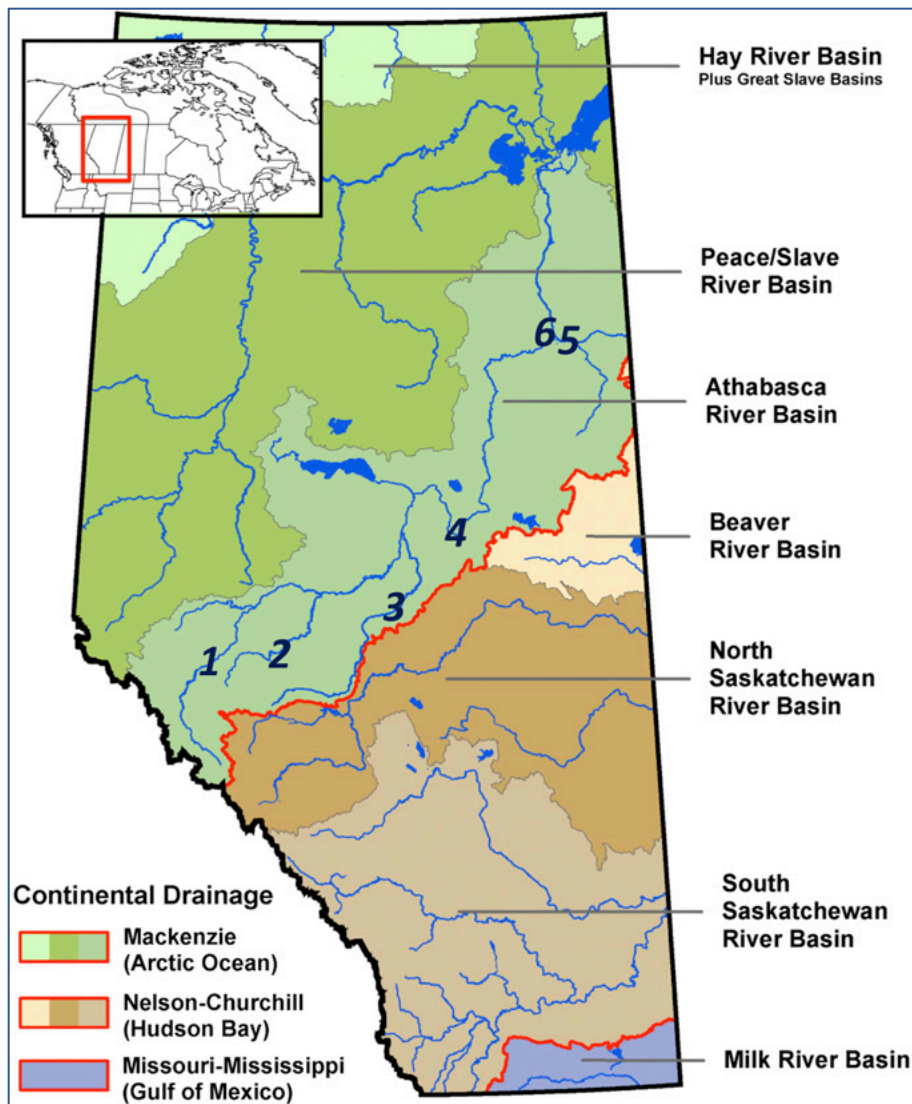 Hay River Basin
Plus Great Slave Basins
Peace/Slave
River Basin
6 5
Athabasca
River Basin
4
Beaver
River Basin
3
1 2
North
Saskatchewan
River Basin
South
Saskatchewan
River Basin
Milk River Basin
Continental Drainage
Mackenzie
(Arctic Ocean)
Nelson-Churchill
(Hudson Bay)
Missouri-Mississippi
(Gulf of Mexico)